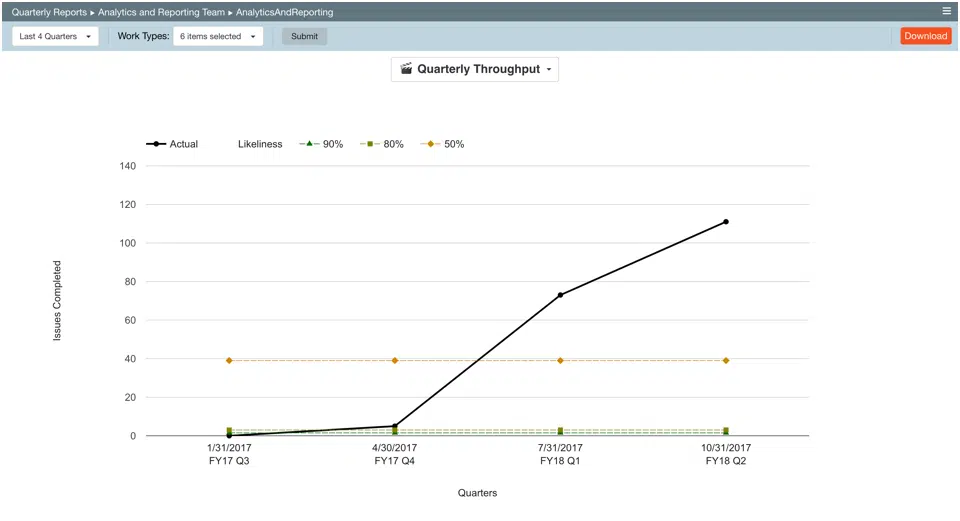 Quarterly Reports ▸ Analytics and Reporting Team ▸ AnalyticsAndReporting
Last 4 Quarters Work Types: 6 items selected Submit Download
Quarterly Throughput
Actual Likeliness 90% 80% 50%
140
120
100
80
60
40
20
0
Issues Completed
1/31/2017 4/30/2017 7/31/2017 10/31/2017
FY17 Q3 FY17 Q4 FY18 Q1 FY18 Q2
Quarters